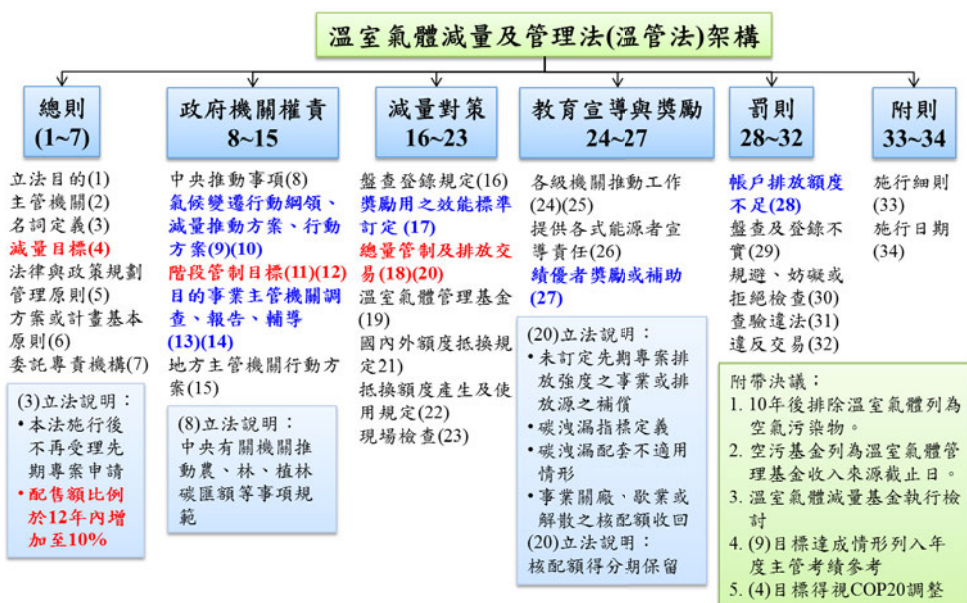 溫室氣體減量及管理法(溫管法)架構
總則
(1~7)
立法目的(1)
主管機關(2)
名詞定義(3)
減量目標(4)
法律與政策規劃
管理原則(5)
方案或計畫基本
原則(6)
委託專責機構(7)
(3)立法說明：
•本法施行後
不再受理先
期專案申請
•配售額比例
於12年內增
加至10%
政府機關權責
8~15
中央推動事項(8)
氣候變遷行動綱領、
減量推動方案、行動
方案(9)(10)
階段管制目標(11)(12)
目的事業主管機關調
查、報告、輔導
(13)(14)
地方主管機關行動方
案(15)
(8)立法說明：
中央有關機關推
動農、林、植林
碳匯額等事項規
範
減量對策
16~23
盤查登錄規定(16)
獎勵用之效能標準
訂定(17)
總量管制及排放交
易(18)(20)
溫室氣體管理基金
(19)
國內外額度抵換規
定21)
抵換額度產生及使
用規定(22)
現場檢查(23)
教育宣導與獎勵
24~27
各級機關推動工作
(24)(25)
提供各式能源者宣
導責任(26)
績優者獎勵或補助
(27)
(20)立法說明：
•未訂定先期專案排
放強度之事業或排
放源之補償
•碳洩漏指標定義
•碳洩漏配套不適用
情形
•事業關廠、歇業或
解散之核配額收回
(20)立法說明：
核配額得分期保留
罰則
28~32
帳戶排放額度
不足(28)
盤查及登錄不
實(29)
規避、妨礙或
拒絕檢查(30)
查驗違法(31)
違反交易(32)
附則
33~34
施行細則
(33)
施行日期
(34)
附帶決議；
1. 10年後排除溫室氣體列為
空氣污染物。
2. 空污基金列為溫室氣體管
理基金收入來源截止日。
3. 溫室氣體減量基金執行檢
討
4. (9)目標達成情形列入年
度主管考績參考
5. (4)目標得視COP20調整